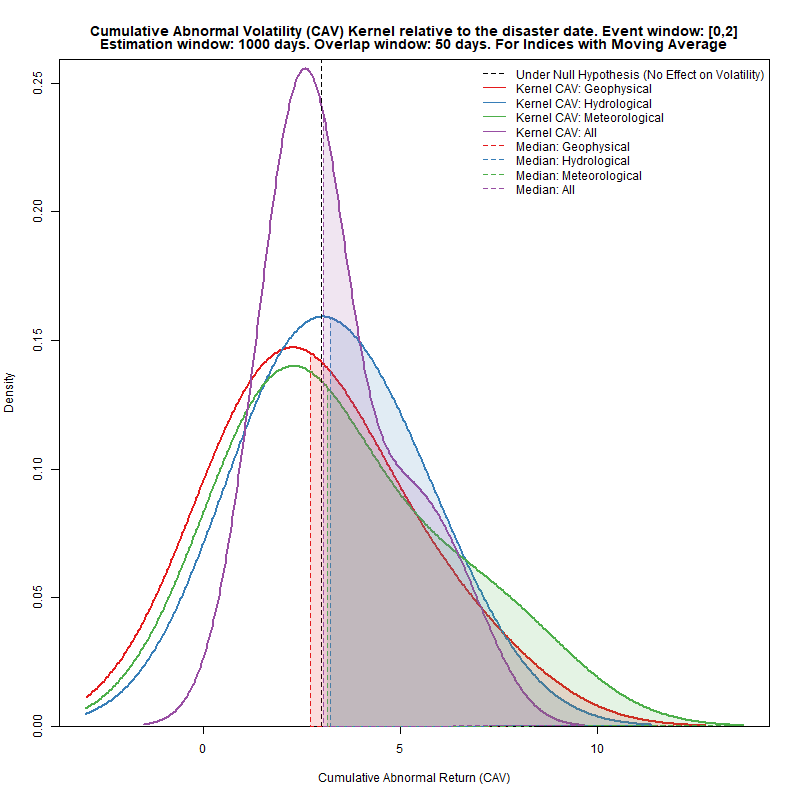 Cumulative Abnormal Volatility (CAV) Kernel relative to the disaster date. Event window: [0,2]
Estimation window: 1000 days. Overlap window: 50 days. For Indices with Moving Average
Under Null Hypothesis (No Effect on Volatility)
Kernel CAV: Geophysical
Kernel CAV: Hydrological
Kernel CAV: Meteorological
Kernel CAV: All
Median: Geophysical
Median: Hydrological
Median: Meteorological
Median: All
0.25
0.20
0.15
0.10
0.05
0.00
Density
0
5
10
Cumulative Abnormal Return (CAV)